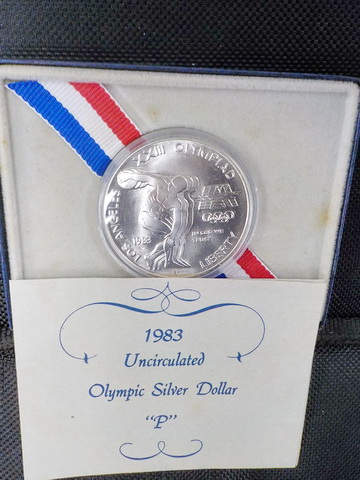 XXIII OLYMPIAD
LOS ANGELES
1983
LIBERTY
1983
Uncirculated
Olympic Silver Dollar
"P"